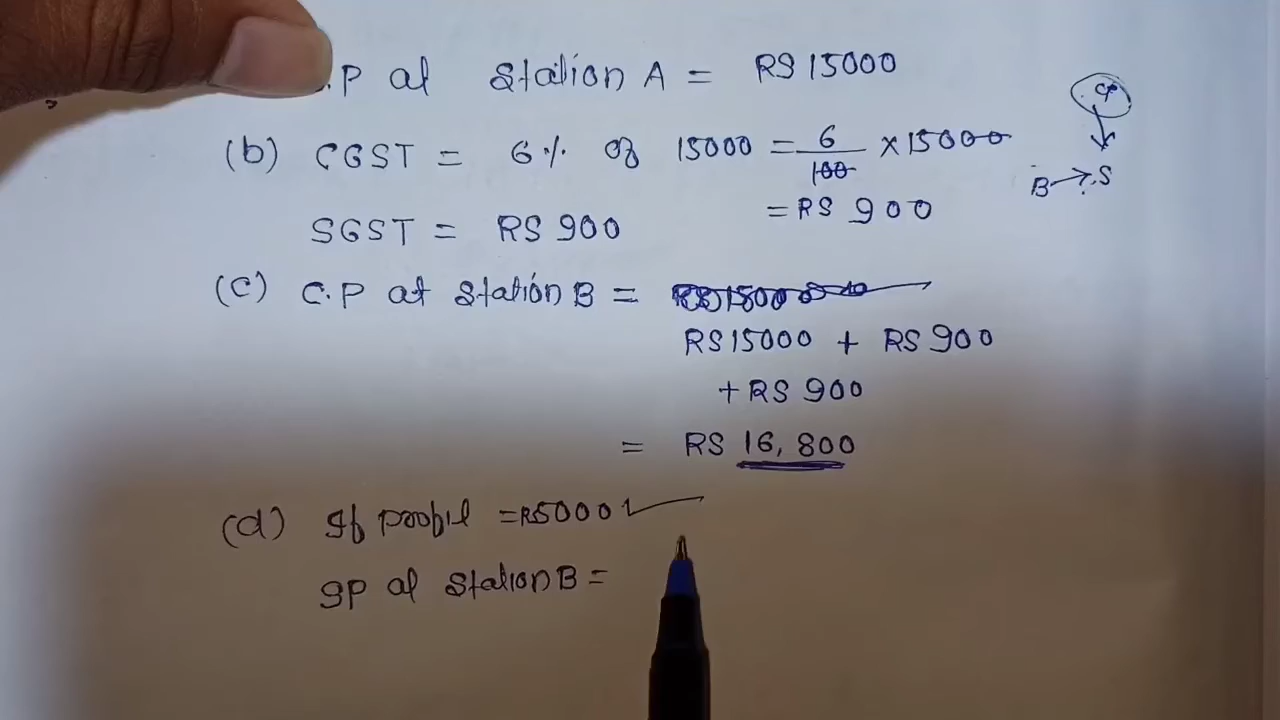 .P at Station A = RS 15000
(b) CGST = 6% of 15000 = 6/100 × 15000
= RS 900
SGST = RS 900
(c) C.P at Station B =
RS 15000 + RS 900
+ RS 900
= RS 16,800
(d) If profit = RS 5000 ✓
SP at Station B =
CP
B → S